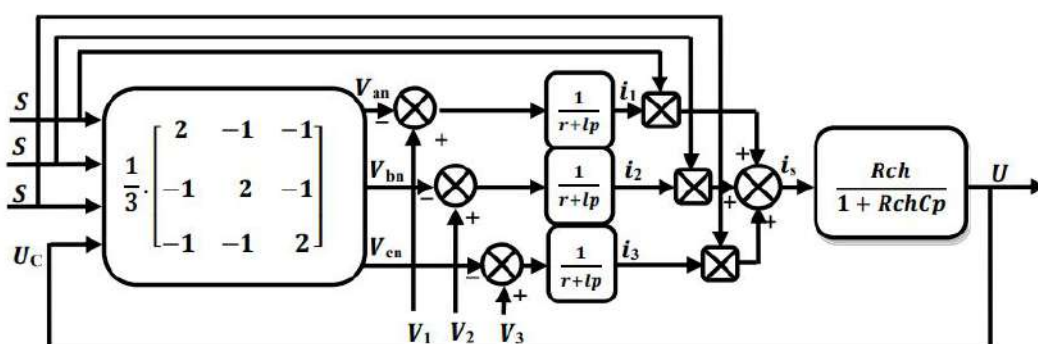 S
S
S
U_C
1/3 · [2 −1 −1
−1 2 −1
−1 −1 2]
V_an
V_bn
V_cn
−
+
−
+
−
+
V_1
V_2
V_3
1/(r+lp)
1/(r+lp)
1/(r+lp)
i_1
i_2
i_3
+
+
+
i_s
Rch/(1 + RchCp)
U